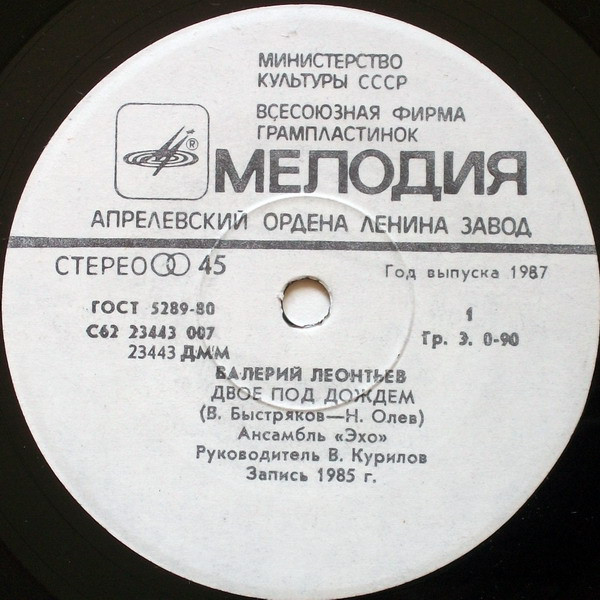 МИНИСТЕРСТВО
КУЛЬТУРЫ СССР
ВСЕСОЮЗНАЯ ФИРМА
ГРАМПЛАСТИНОК
®
МЕЛОДИЯ
АПРЕЛЕВСКИЙ ОРДЕНА ЛЕНИНА ЗАВОД
СТЕРЕО 45
Год выпуска 1987
ГОСТ 5289-80
1
С62 23443 007
Гр. Э. 0-90
23443 ДММ
ВАЛЕРИЙ ЛЕОНТЬЕВ
ДВОЕ ПОД ДОЖДЕМ
(В. Быстряков—Н. Олев)
Ансамбль «Эхо»
Руководитель В. Курилов
Запись 1985 г.